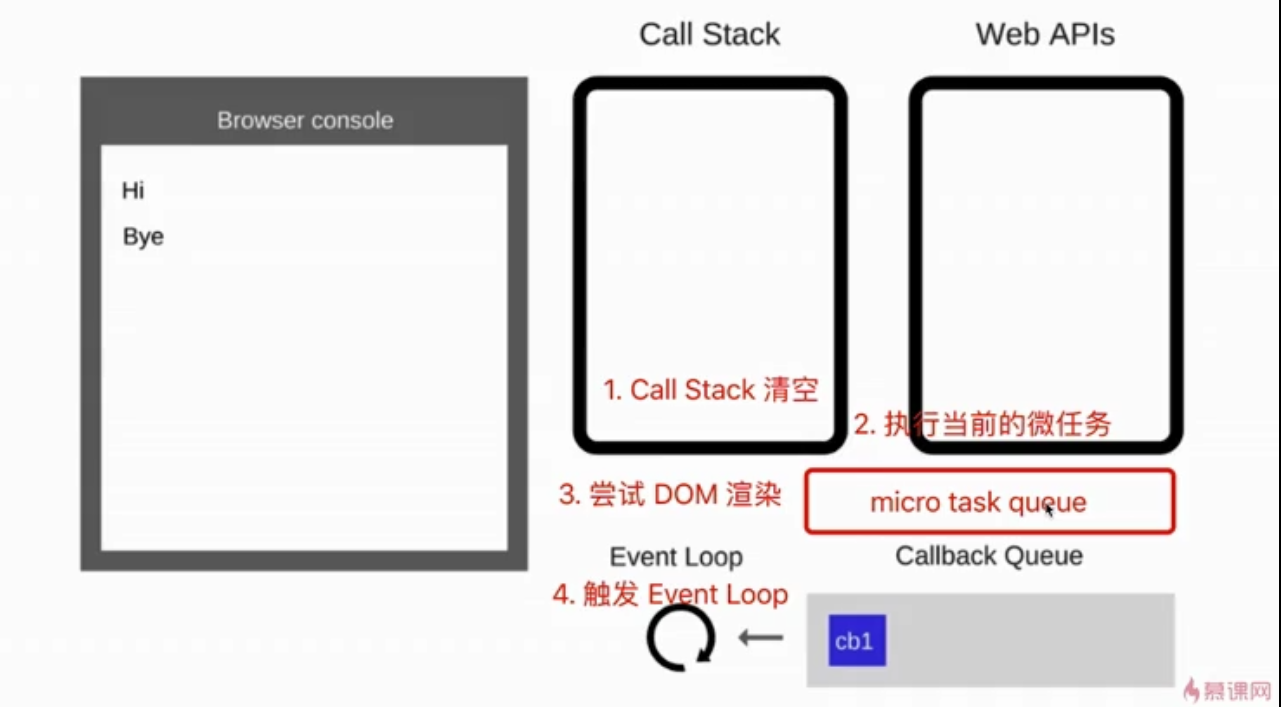 Call Stack
Web APIs
Browser console
Hi
Bye
1. Call Stack 清空
2. 执行当前的微任务
3. 尝试 DOM 渲染
micro task queue
Event Loop
Callback Queue
4. 触发 Event Loop
cb1
慕课网